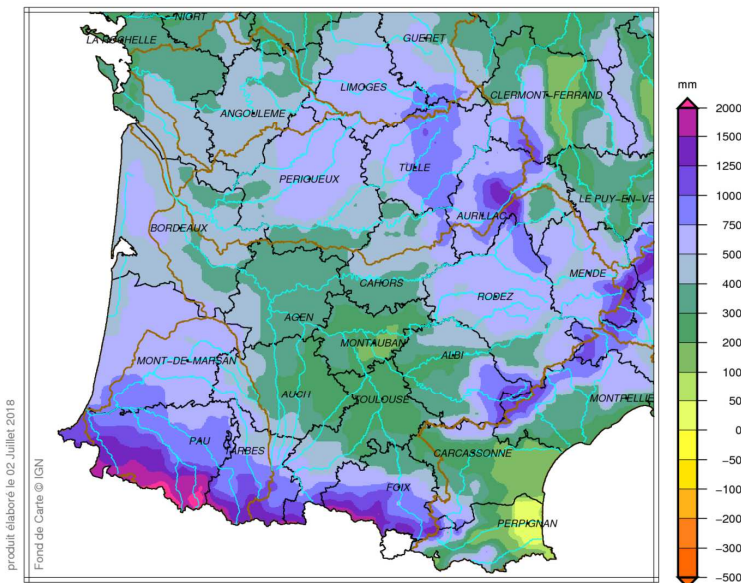 NIORT
LA ROCHELLE
GUERET
LIMOGES
CLERMONT-FERRAND
ANGOULEME
TULLE
PERIGUEUX
LE PUY-EN-VE
AURILLAC
BORDEAUX
MENDE
CAHORS
RODEZ
AGEN
MONTAUBAN
ALBI
MONT-DE-MARSAN
AUCH
TOULOUSE
MONTPELLIE
PAU
TARBES
CARCASSONNE
FOIX
PERPIGNAN
mm
2000
1500
1250
1000
750
500
400
300
200
100
50
0
-50
-100
-200
-300
-500
produit élaboré le 02 Juillet 2018
Fond de Carte © IGN